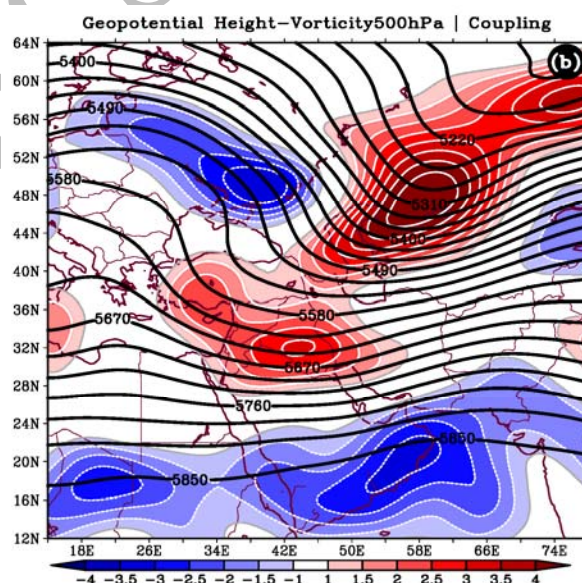 Geopotential Height-Vorticity500hPa | Coupling
(b)
64N
60N
56N
52N
48N
44N
40N
36N
32N
28N
24N
20N
16N
12N
5400
5490
5580
5670
5220
5310
5400
5490
5580
5670
5760
5850
5850
18E 26E 34E 42E 50E 58E 66E 74E
-4 -3.5 -3 -2.5 -2 -1.5 -1 1 1.5 2 2.5 3 3.5 4